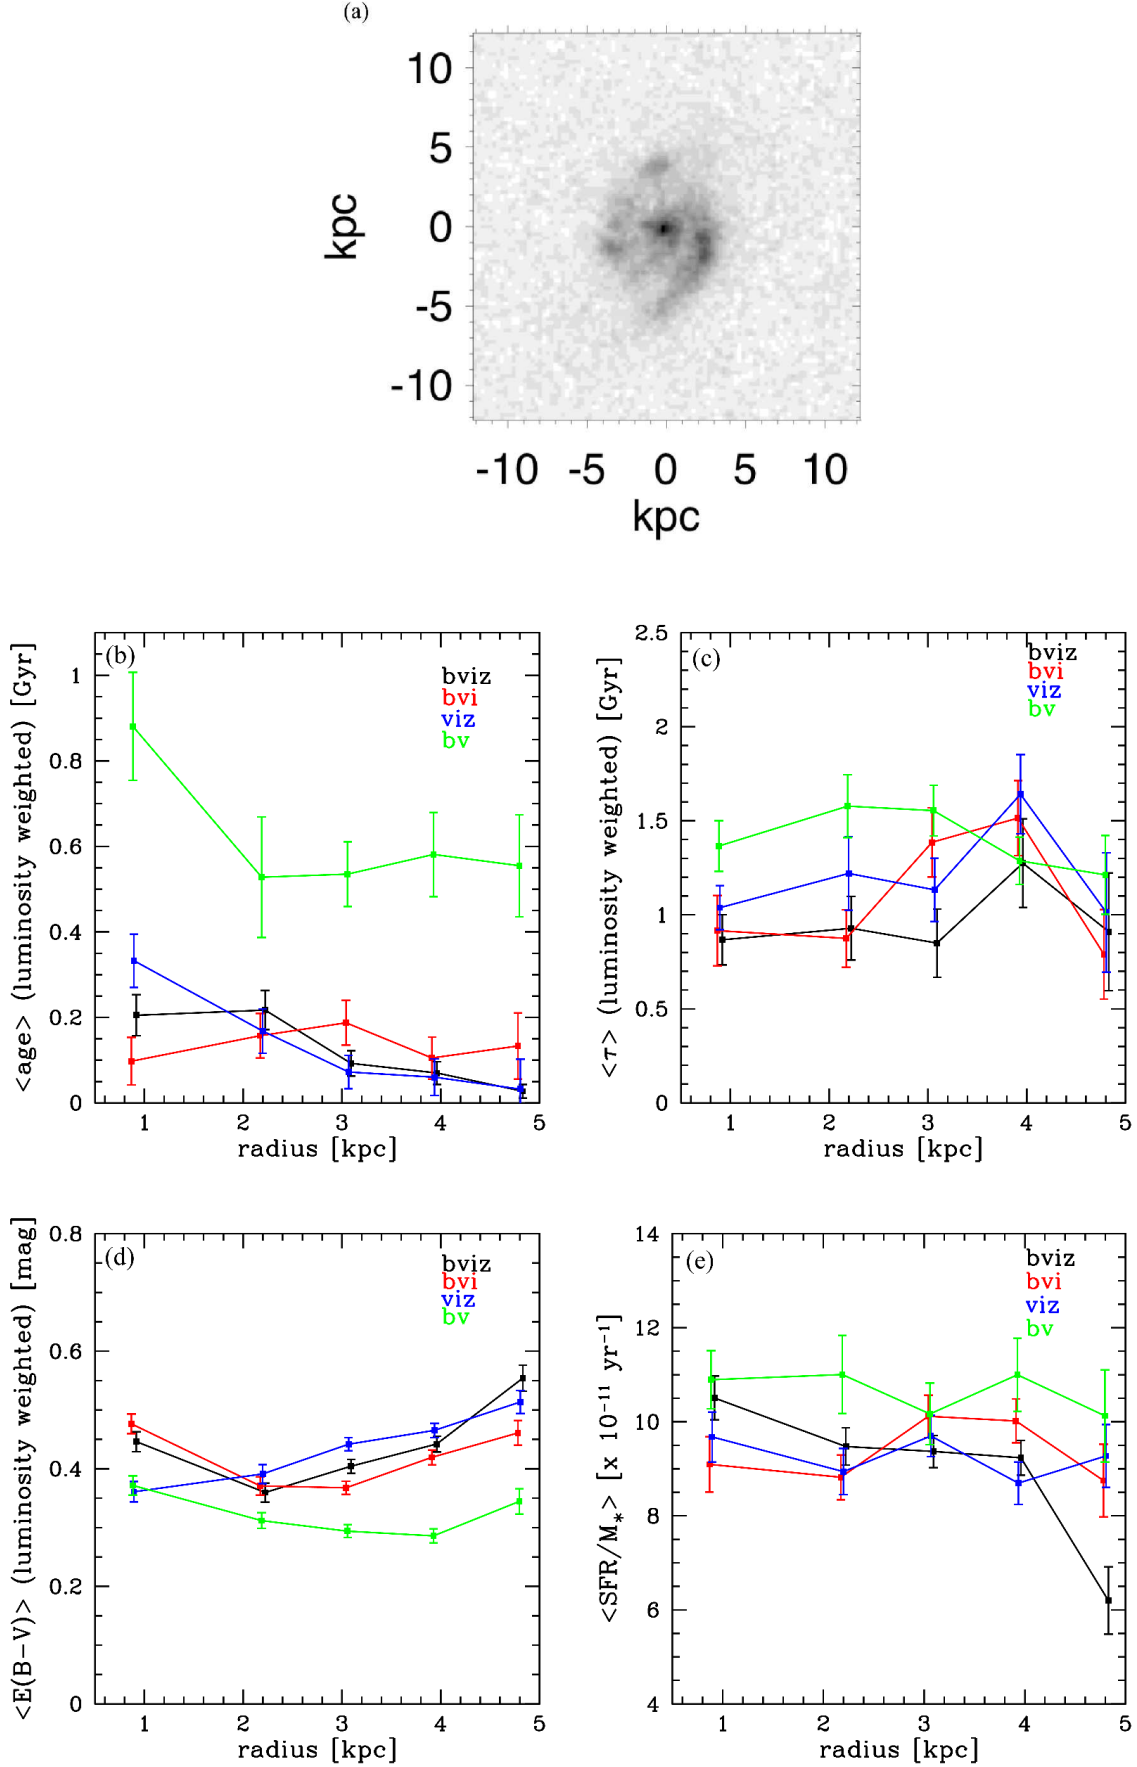 (a)
10
5
0
-5
-10
kpc
-10 -5 0 5 10
kpc
(b)
bviz
bvi
viz
bv
<age> (luminosity weighted) [Gyr]
1
0.8
0.6
0.4
0.2
0
1 2 3 4 5
radius [kpc]
(c)
bviz
bvi
viz
bv
<τ> (luminosity weighted) [Gyr]
2.5
2
1.5
1
0.5
0
1 2 3 4 5
radius [kpc]
(d)
bviz
bvi
viz
bv
<E(B−V)> (luminosity weighted) [mag]
0.8
0.6
0.4
0.2
0
1 2 3 4 5
radius [kpc]
(e)
bviz
bvi
viz
bv
<SFR/M*> [x 10⁻¹¹ yr⁻¹]
14
12
10
8
6
4
1 2 3 4 5
radius [kpc]